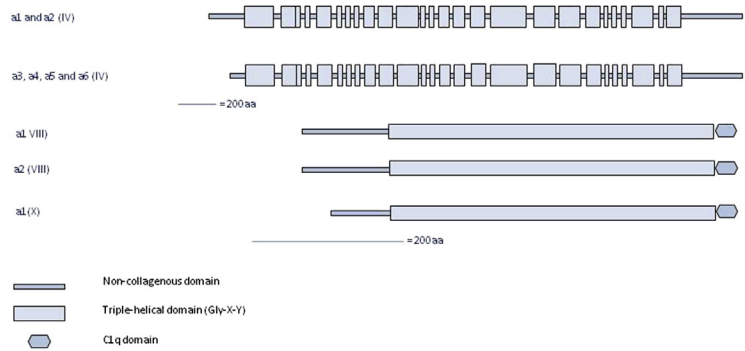 a1 and a2 (IV)
a3, a4, a5 and a6 (IV)
=200aa
a1 VIII)
a2 (VIII)
a1(X)
=200aa
Non-collagenous domain
Triple-helical domain (Gly-X-Y)
C1q domain